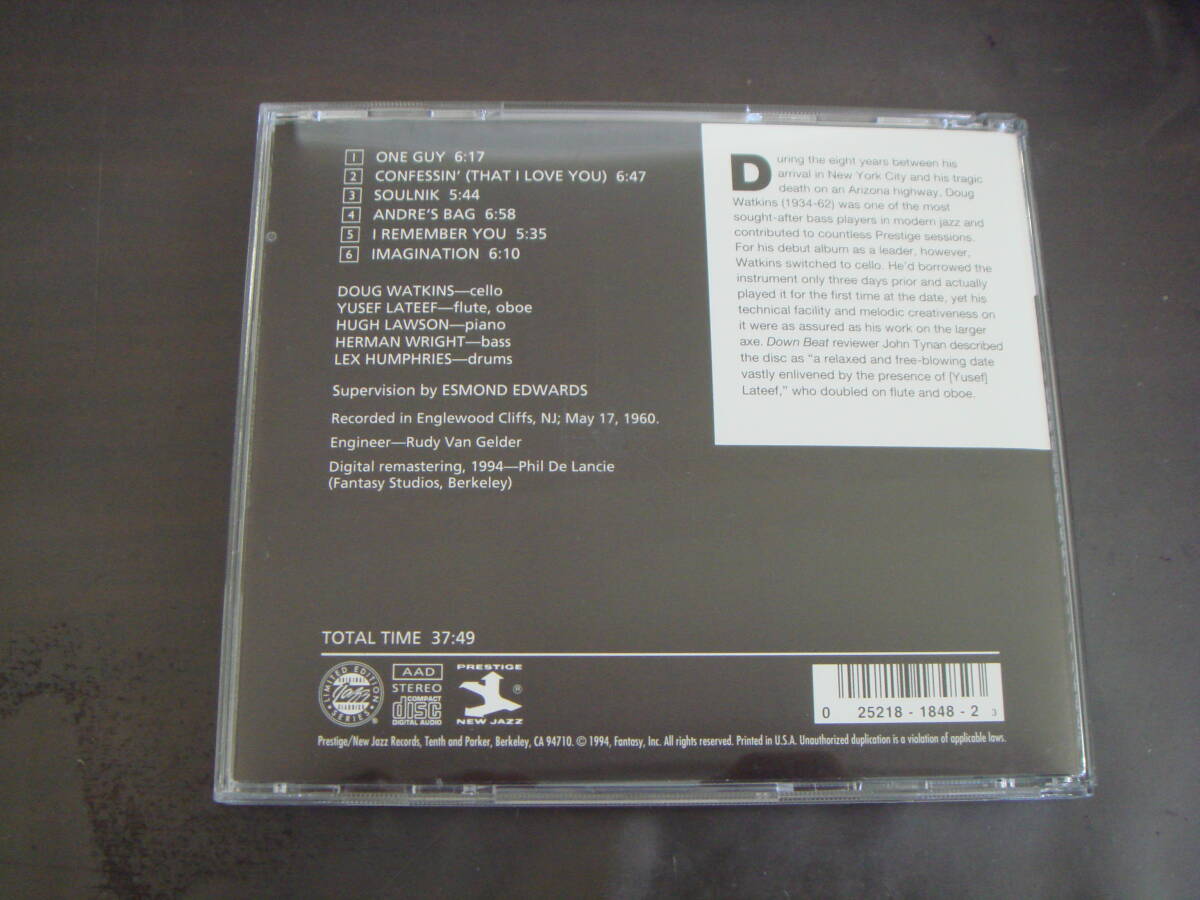 1 ONE GUY 6:17
2 CONFESSIN' (THAT I LOVE YOU) 6:47
3 SOULNIK 5:44
4 ANDRE'S BAG 6:58
5 I REMEMBER YOU 5:35
6 IMAGINATION 6:10
DOUG WATKINS—cello
YUSEF LATEEF—flute, oboe
HUGH LAWSON—piano
HERMAN WRIGHT—bass
LEX HUMPHRIES—drums
Supervision by ESMOND EDWARDS
Recorded in Englewood Cliffs, NJ; May 17, 1960.
Engineer—Rudy Van Gelder
Digital remastering, 1994—Phil De Lancie
(Fantasy Studios, Berkeley)
During the eight years between his
arrival in New York City and his tragic
death on an Arizona highway, Doug
Watkins (1934-62) was one of the most
sought-after bass players in modern jazz and
contributed to countless Prestige sessions.
For his debut album as a leader, however,
Watkins switched to cello. He'd borrowed the
instrument only three days prior and actually
played it for the first time at the date, yet his
technical facility and melodic creativeness on
it were as assured as his work on the larger
axe. Down Beat reviewer John Tynan described
the disc as "a relaxed and free-blowing date
vastly enlivened by the presence of [Yusef]
Lateef," who doubled on flute and oboe.
TOTAL TIME 37:49
LIMITED EDITION
ORIGINAL
Jazz
CLASSICS
SERIES
AAD
STEREO
COMPACT
disc
DIGITAL AUDIO
PRESTIGE
®
NEW JAZZ
0 25218 - 1848 - 2 3
Prestige/New Jazz Records, Tenth and Parker, Berkeley, CA 94710. © 1994, Fantasy, Inc. All rights reserved. Printed in U.S.A. Unauthorized duplication is a violation of applicable laws.